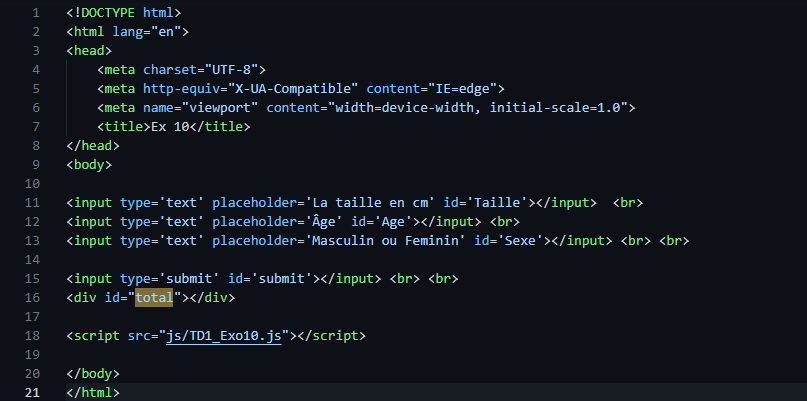 1 <!DOCTYPE html>
2 <html lang="en">
3 <head>
4     <meta charset="UTF-8">
5     <meta http-equiv="X-UA-Compatible" content="IE=edge">
6     <meta name="viewport" content="width=device-width, initial-scale=1.0">
7     <title>Ex 10</title>
8 </head>
9 <body>
10
11 <input type='text' placeholder='La taille en cm' id='Taille'></input>  <br>
12 <input type='text' placeholder='Âge' id='Age'></input> <br>
13 <input type='text' placeholder='Masculin ou Feminin' id='Sexe'></input> <br> <br>
14
15 <input type='submit' id='submit'></input> <br> <br>
16 <div id="total"></div>
17
18 <script src="js/TD1_Exo10.js"></script>
19
20 </body>
21 </html>